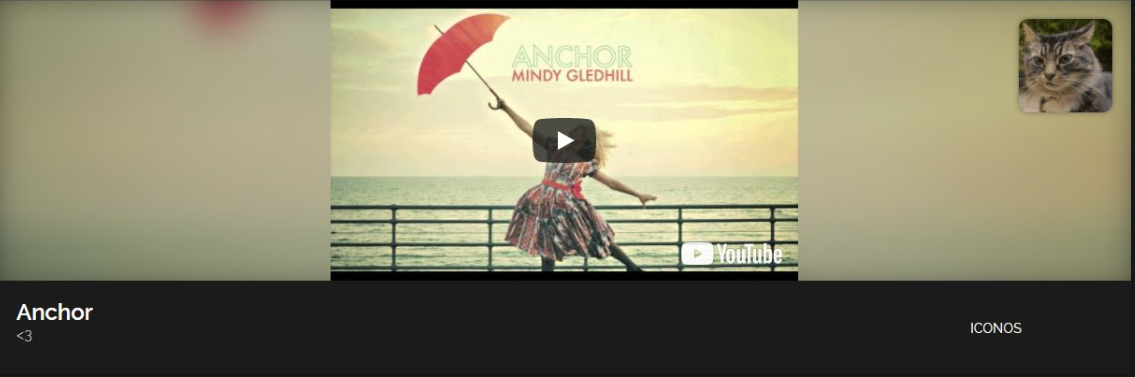 ANCHOR
MINDY GLEDHILL
YouTube
Anchor
<3
ICONOS